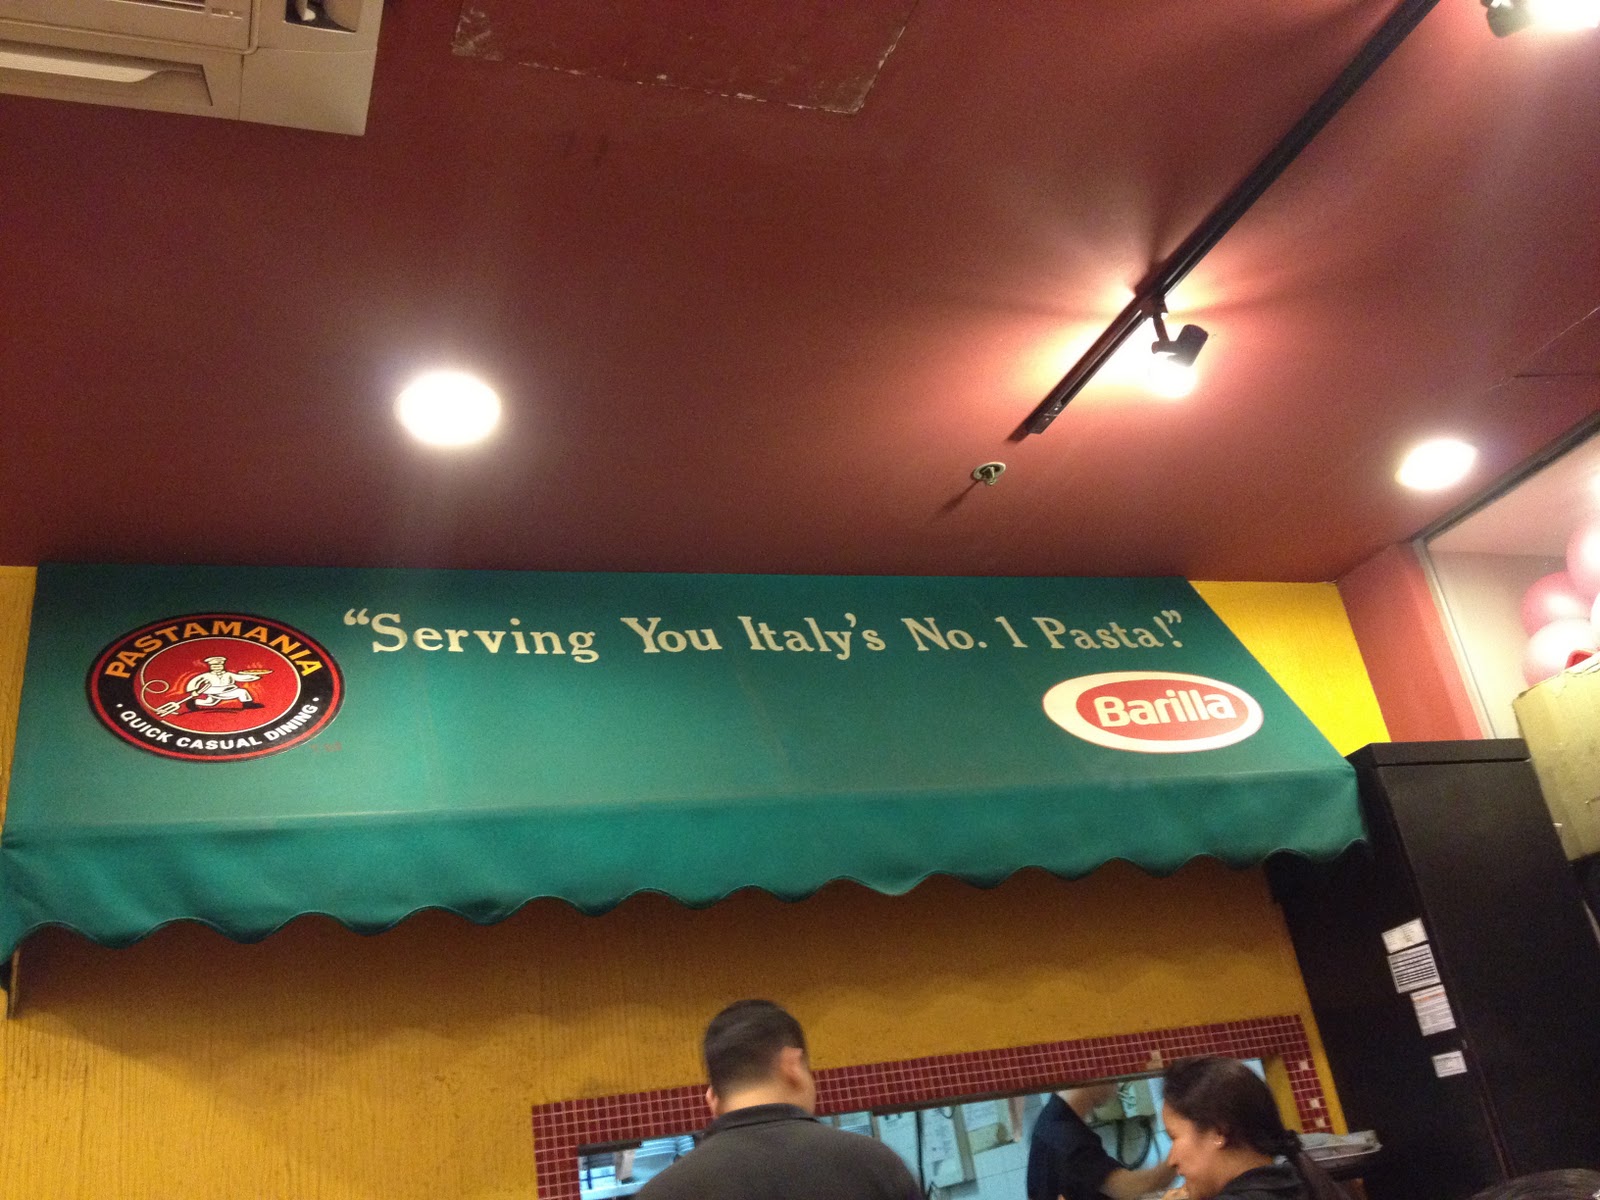 "Serving You Italy's No. 1 Pasta!"
PASTAMANIA
• QUICK CASUAL DINING •
Barilla